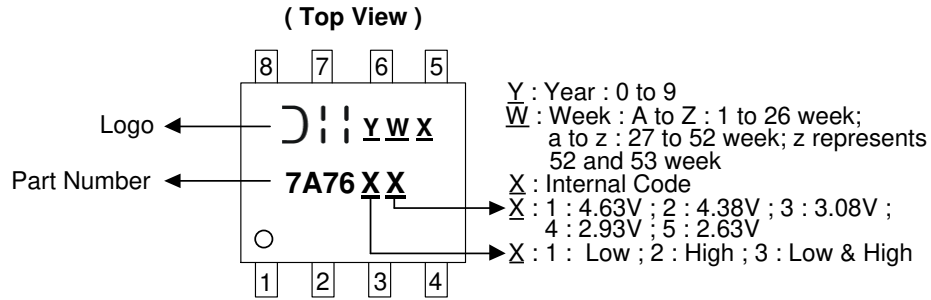 ( Top View )
8 7 6 5
Logo
Y W X
Part Number
7A76 X X
1 2 3 4
Y : Year : 0 to 9
W : Week : A to Z : 1 to 26 week;
a to z : 27 to 52 week; z represents
52 and 53 week
X : Internal Code
X : 1 : 4.63V ; 2 : 4.38V ; 3 : 3.08V ;
4 : 2.93V ; 5 : 2.63V
X : 1 : Low ; 2 : High ; 3 : Low & High